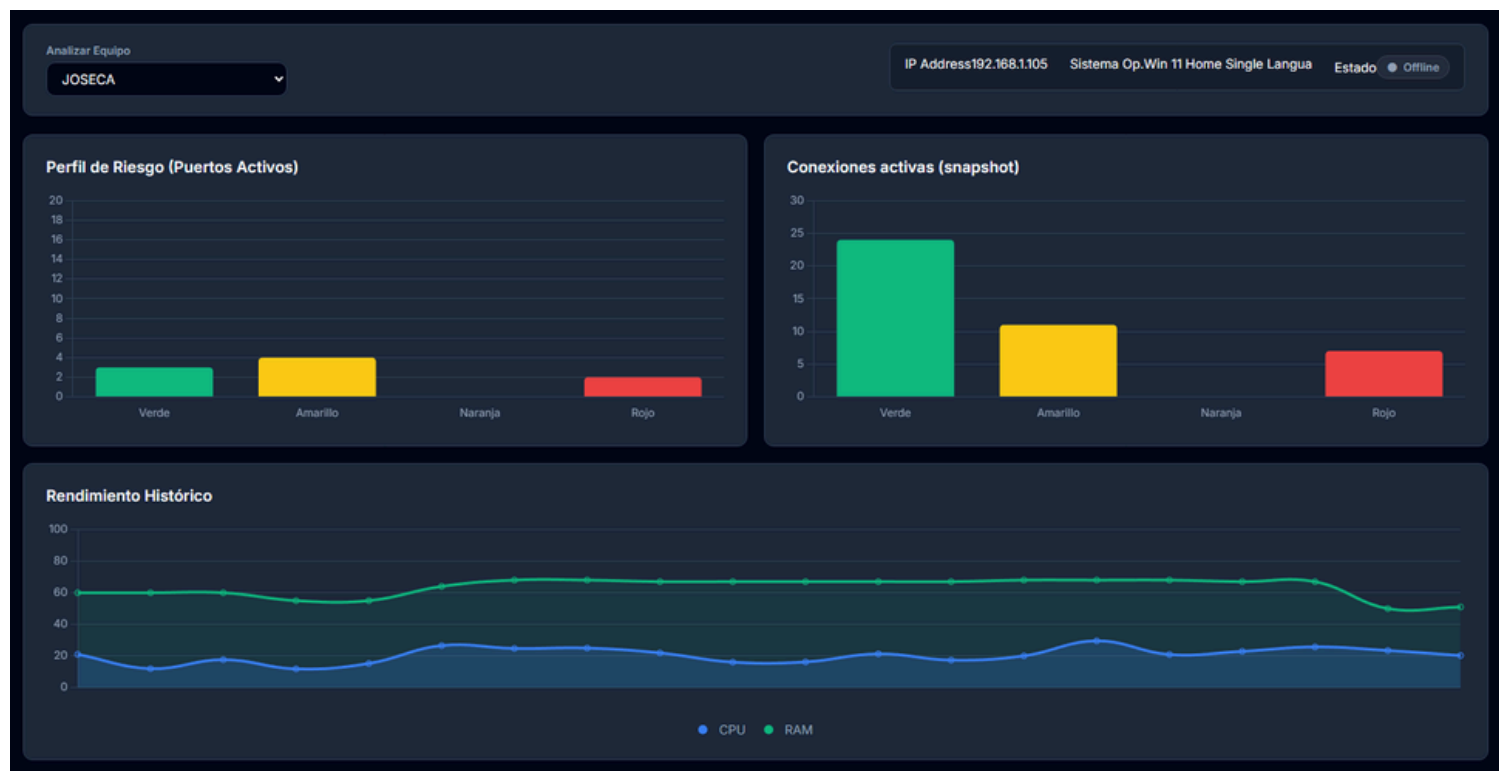 Analizar Equipo
JOSECA
IP Address192.168.1.105 Sistema Op.Win 11 Home Single Langua Estado Offline
Perfil de Riesgo (Puertos Activos)
20
18
16
14
12
10
8
6
4
2
0
Verde Amarillo Naranja Rojo
Conexiones activas (snapshot)
30
25
20
15
10
5
0
Verde Amarillo Naranja Rojo
Rendimiento Histórico
100
80
60
40
20
0
CPU RAM